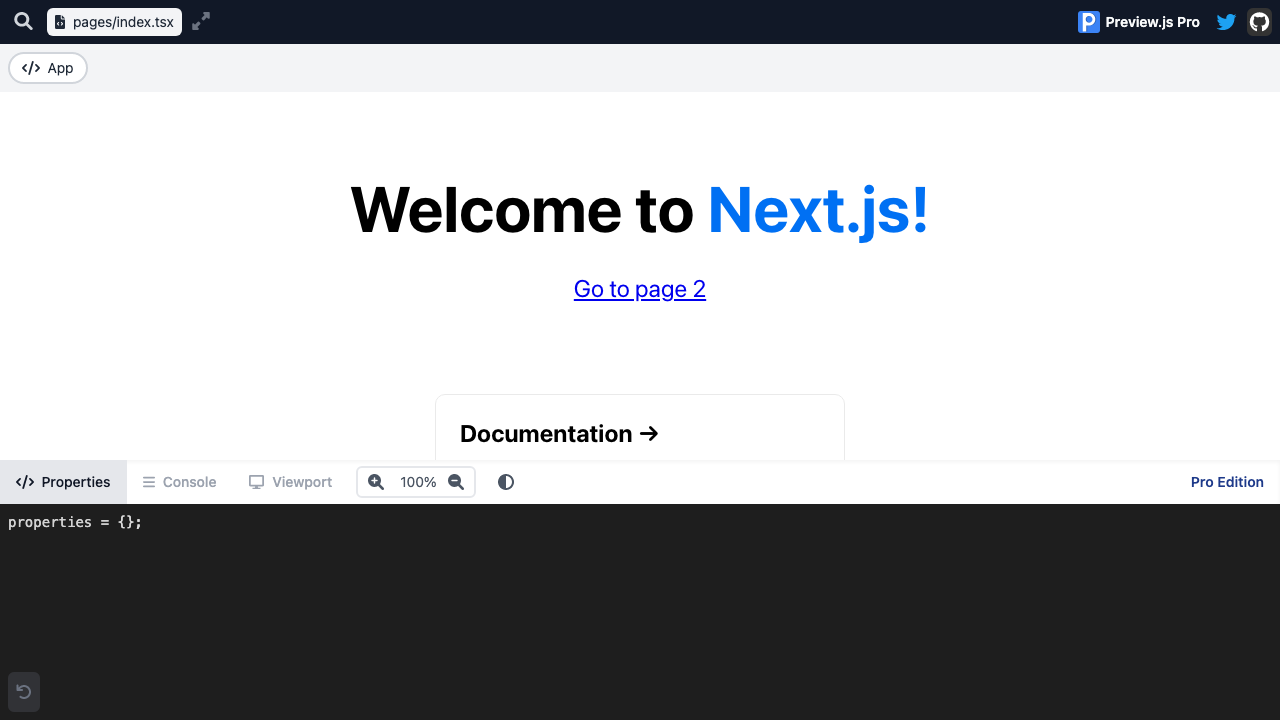 pages/index.tsx
Preview.js Pro
App
Welcome to Next.js!
Go to page 2
Documentation →
Properties
Console
Viewport
100%
Pro Edition
properties = {};